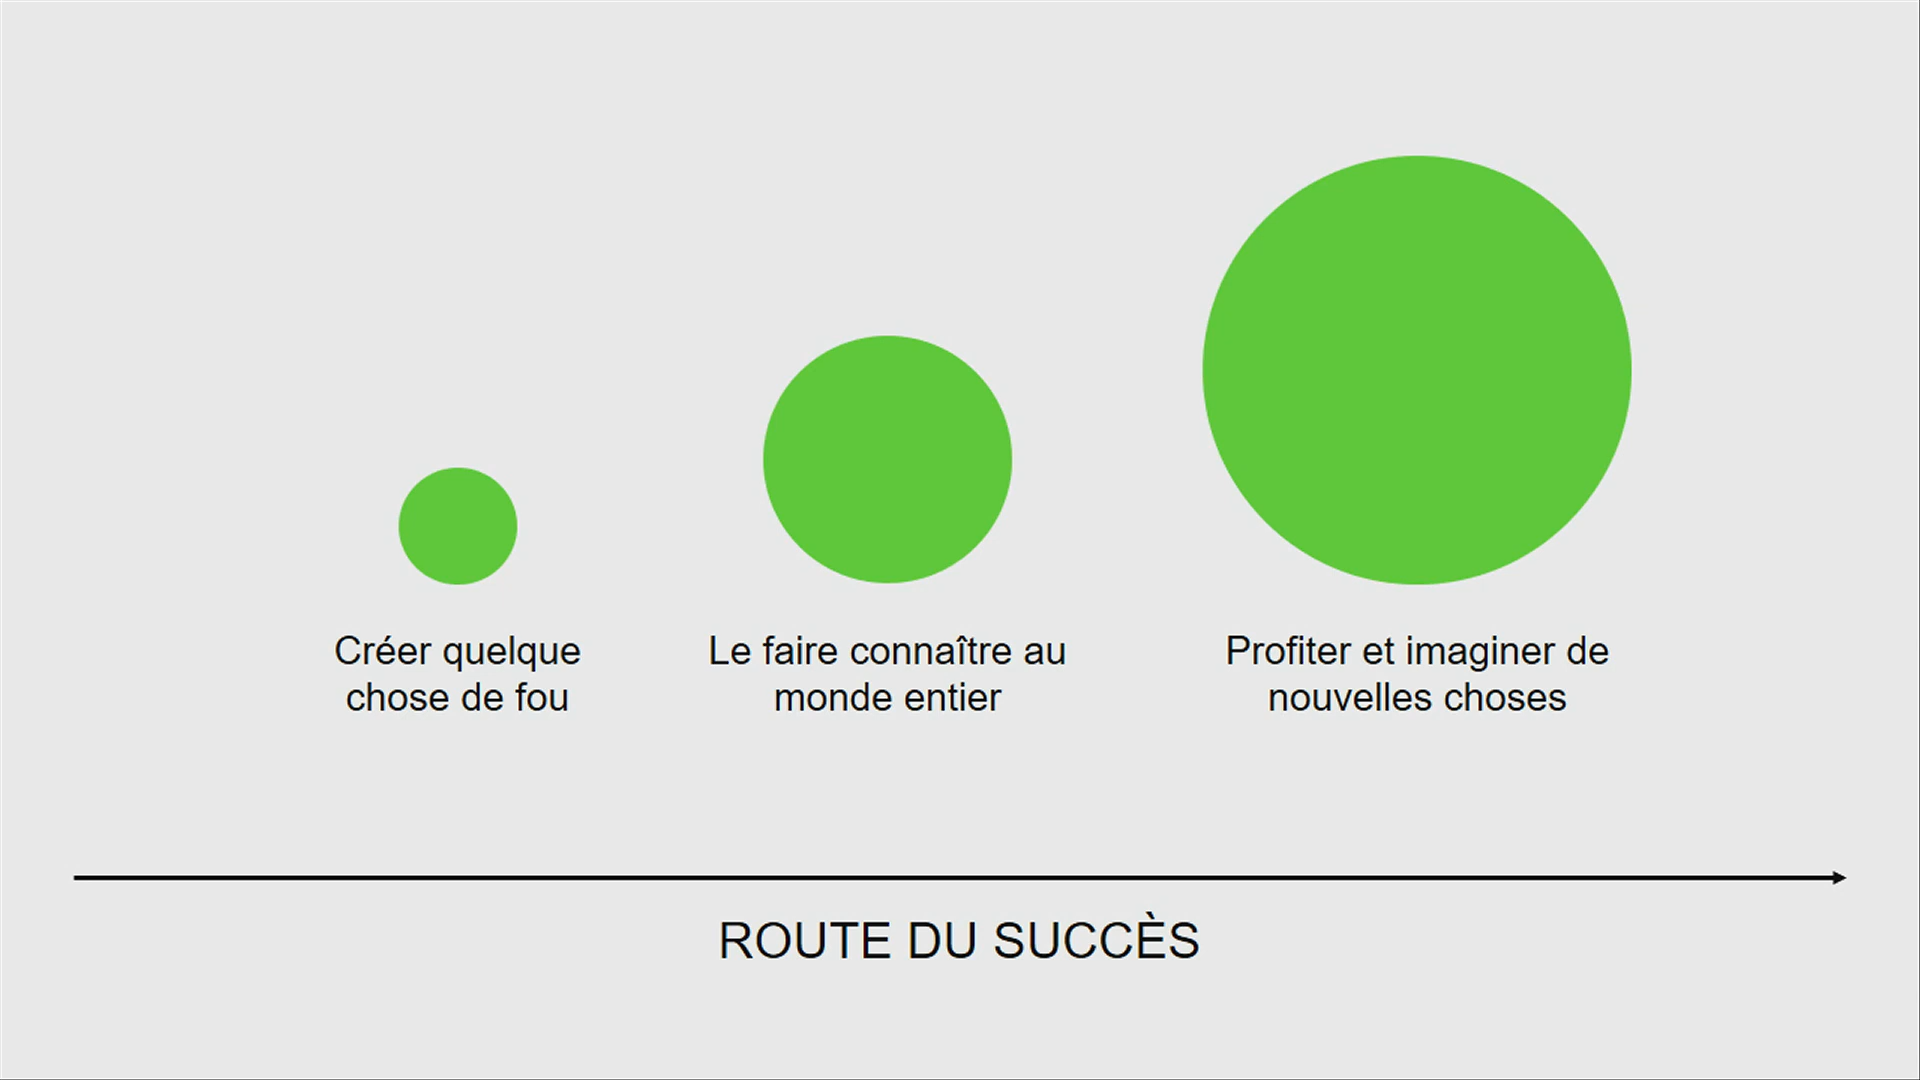 Créer quelque
chose de fou
Le faire connaître au
monde entier
Profiter et imaginer de
nouvelles choses
ROUTE DU SUCCÈS